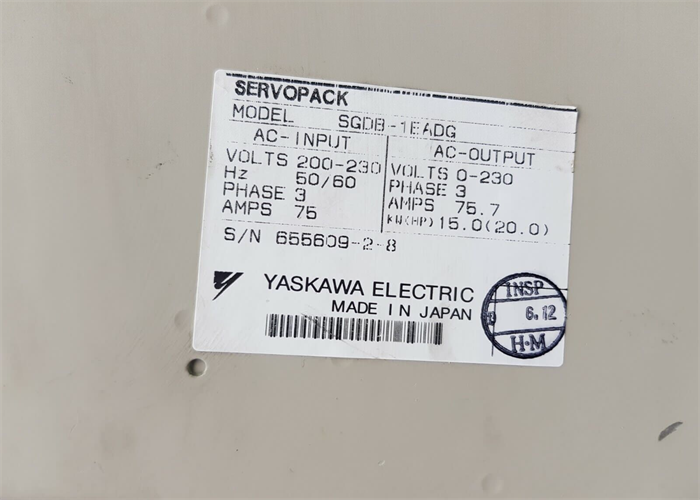 SERVOPACK
MODEL SGDB-1EADG
AC-INPUT
VOLTS 200-230
Hz 50/60
PHASE 3
AMPS 75
AC-OUTPUT
VOLTS 0-230
PHASE 3
AMPS 75.7
KW(HP) 15.0(20.0)
S/N 655609-2-8
YASKAWA ELECTRIC
MADE IN JAPAN
INSP
6.12
H·M